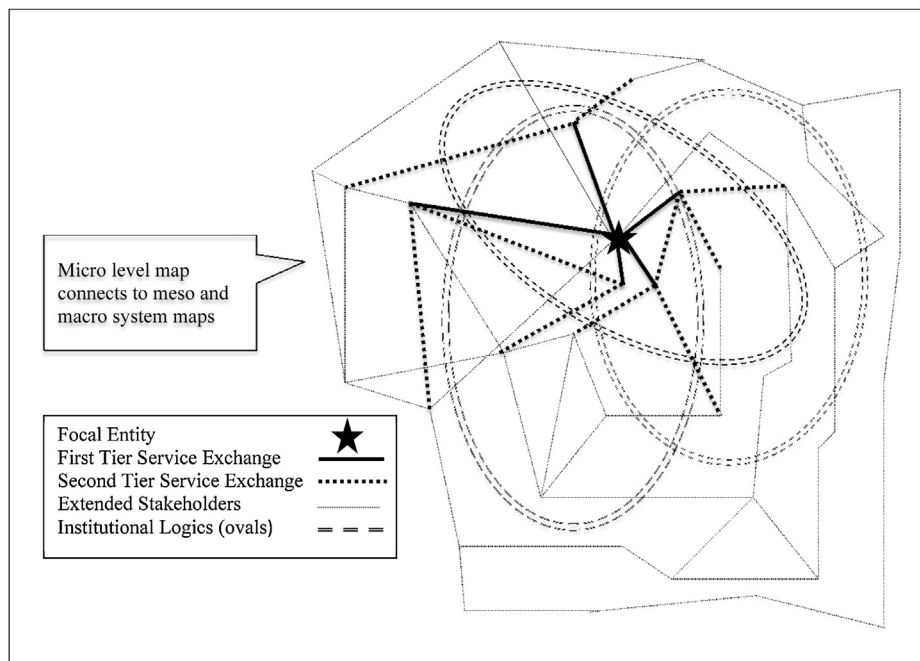 Micro level map
connects to meso and
macro system maps
Focal Entity
First Tier Service Exchange
Second Tier Service Exchange
Extended Stakeholders
Institutional Logics (ovals)